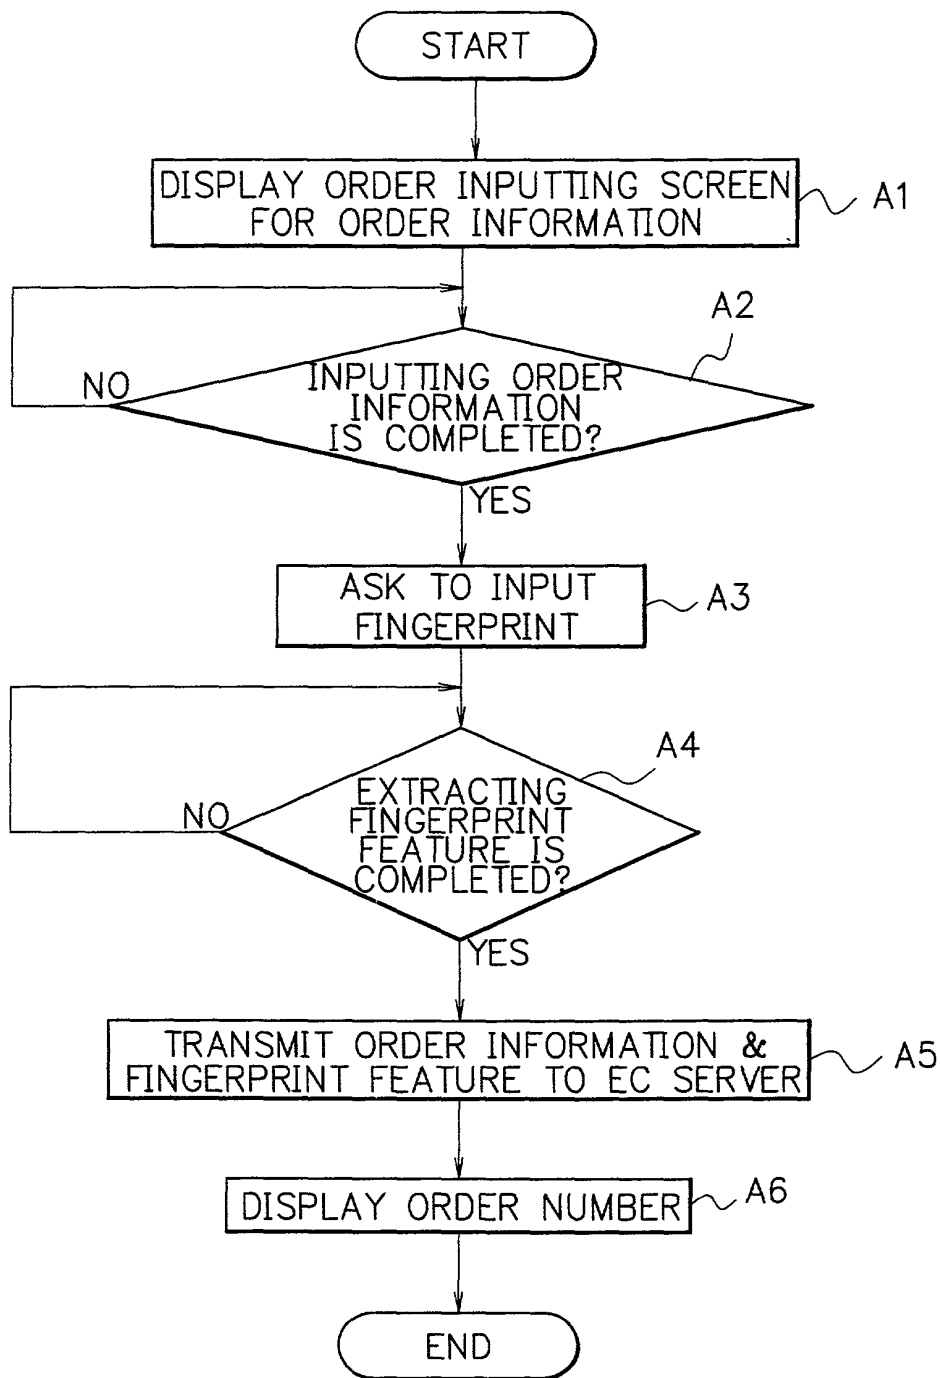 START
DISPLAY ORDER INPUTTING SCREEN
FOR ORDER INFORMATION
A1
A2
NO
INPUTTING ORDER
INFORMATION
IS COMPLETED?
YES
ASK TO INPUT
FINGERPRINT
A3
A4
NO
EXTRACTING
FINGERPRINT
FEATURE IS
COMPLETED?
YES
TRANSMIT ORDER INFORMATION &
FINGERPRINT FEATURE TO EC SERVER
A5
DISPLAY ORDER NUMBER
A6
END